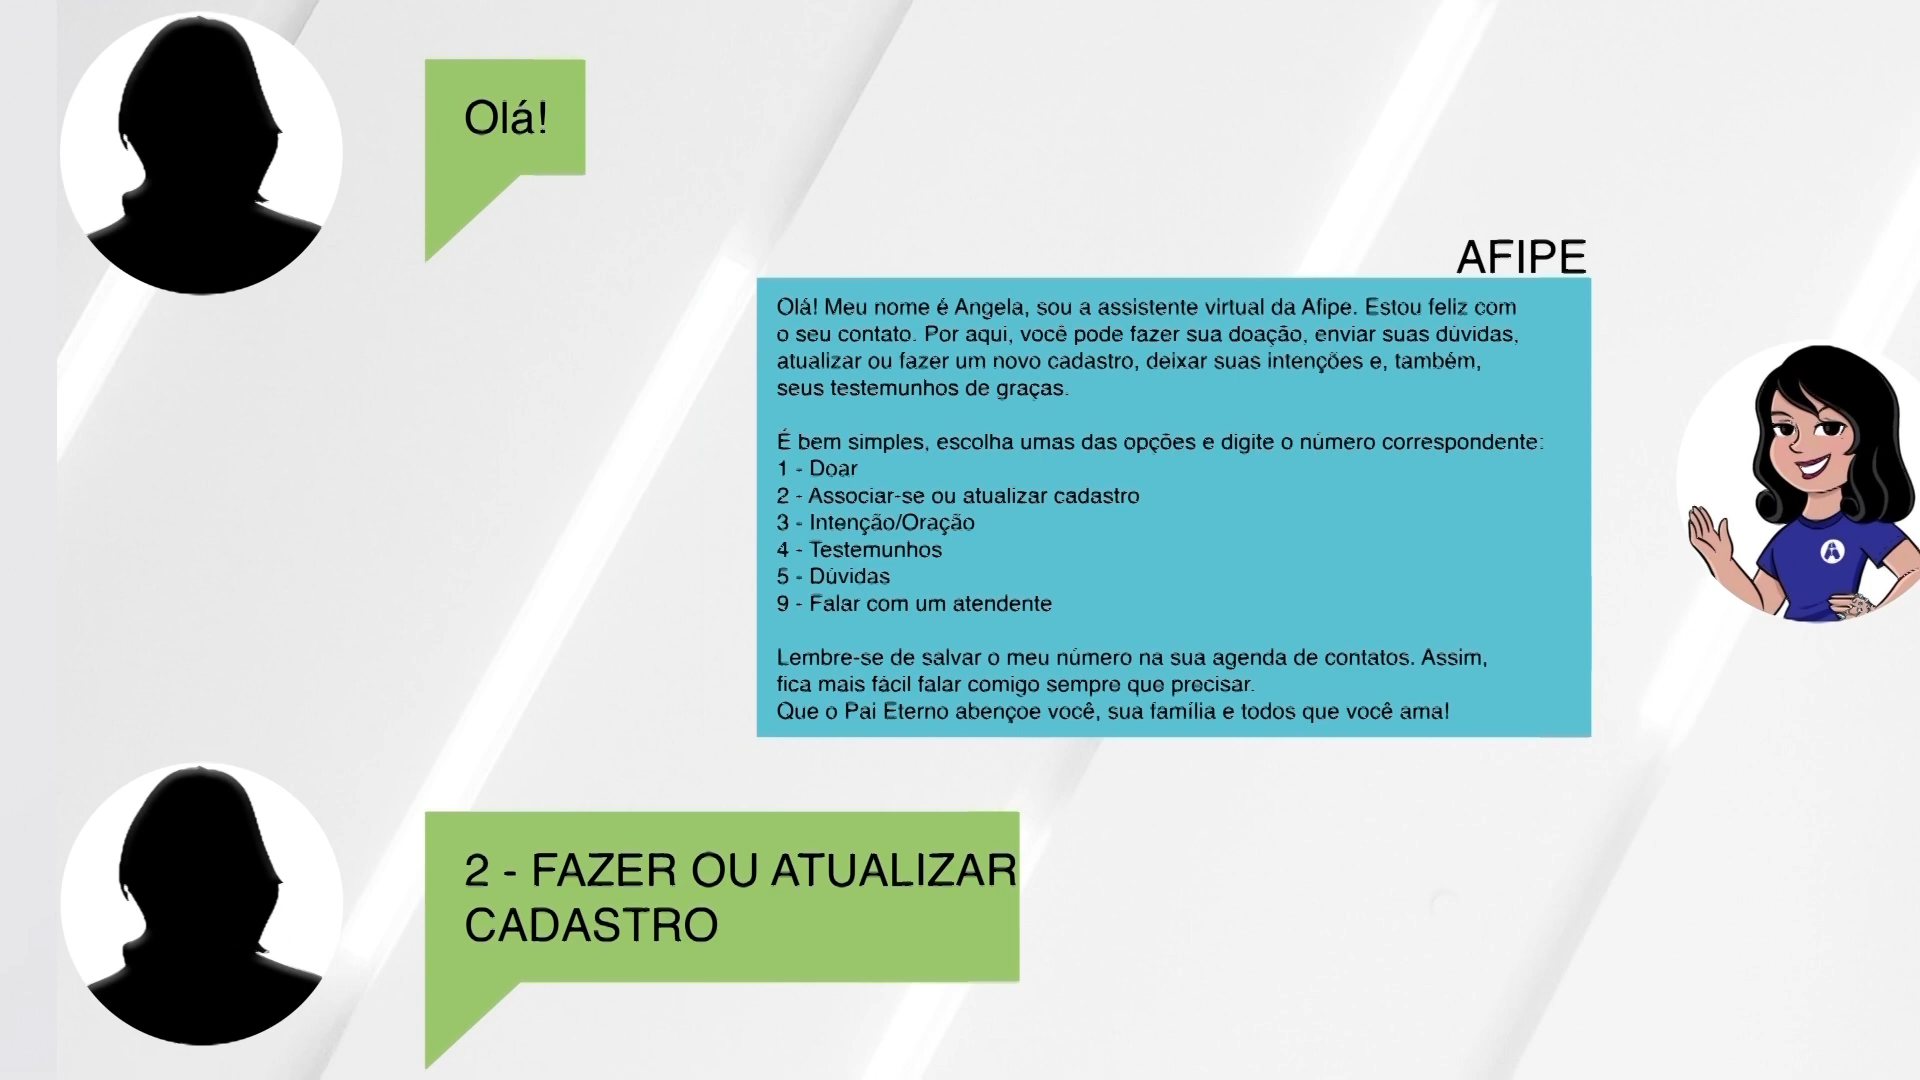 Olá!
AFIPE
Olá! Meu nome é Angela, sou a assistente virtual da Afipe. Estou feliz com
o seu contato. Por aqui, você pode fazer sua doação, enviar suas dúvidas,
atualizar ou fazer um novo cadastro, deixar suas intenções e, também,
seus testemunhos de graças.
É bem simples, escolha umas das opções e digite o número correspondente:
1 - Doar
2 - Associar-se ou atualizar cadastro
3 - Intenção/Oração
4 - Testemunhos
5 - Dúvidas
9 - Falar com um atendente
Lembre-se de salvar o meu número na sua agenda de contatos. Assim,
fica mais fácil falar comigo sempre que precisar.
Que o Pai Eterno abençoe você, sua família e todos que você ama!
2 - FAZER OU ATUALIZAR
CADASTRO